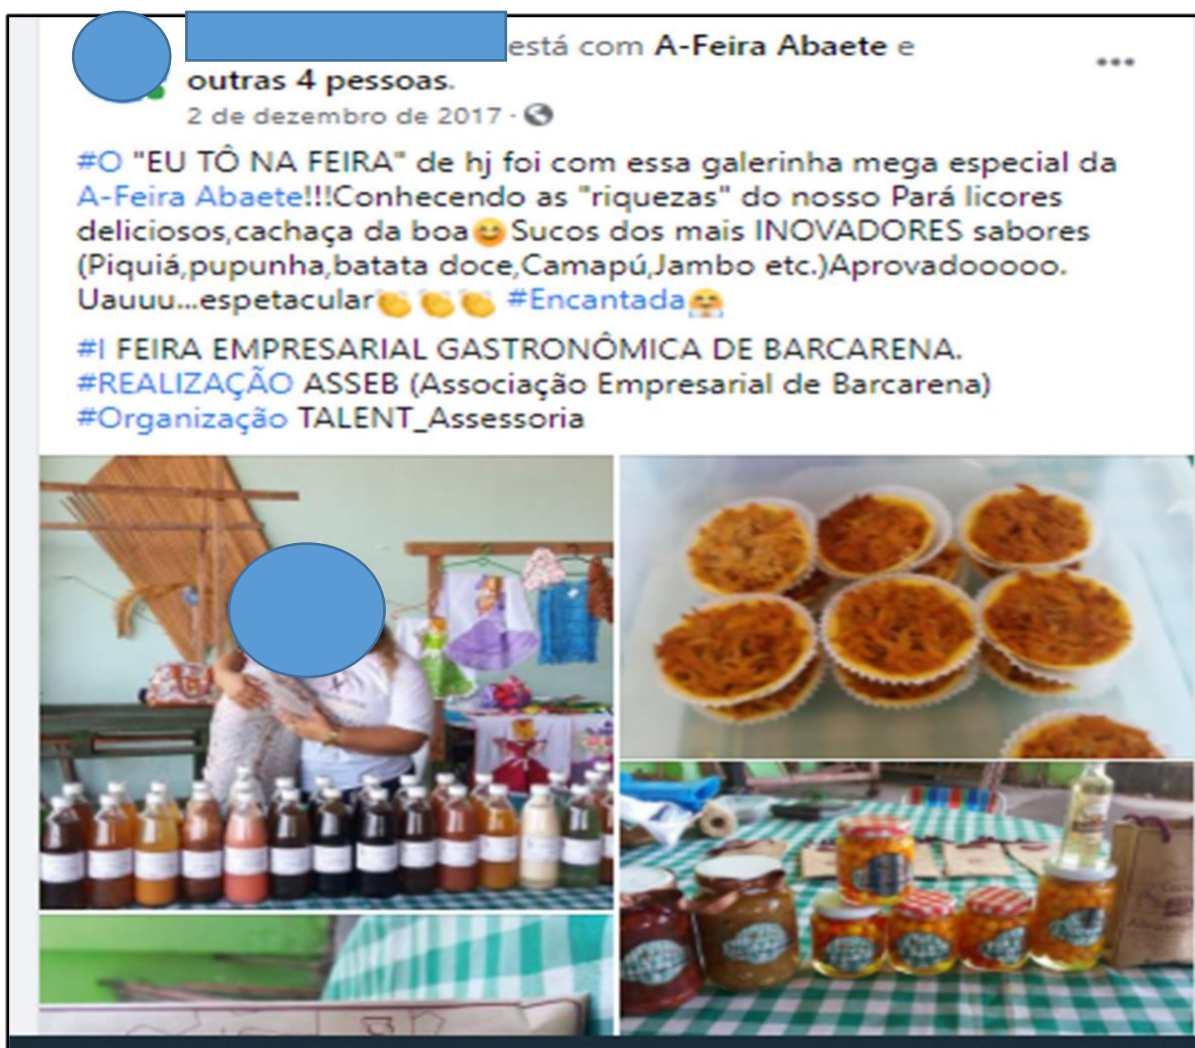 está com A-Feira Abaete e
outras 4 pessoas.
2 de dezembro de 2017 ·
#O "EU TÔ NA FEIRA" de hj foi com essa galerinha mega especial da
A-Feira Abaete!!!Conhecendo as "riquezas" do nosso Pará licores
deliciosos,cachaça da boa😊Sucos dos mais INOVADORES sabores
(Piquiá,pupunha,batata doce,Camapú,Jambo etc.)Aprovadooooo.
Uauuu...espetacular👏👏👏 #Encantada🤗
#I FEIRA EMPRESARIAL GASTRONÔMICA DE BARCARENA.
#REALIZAÇÃO ASSEB (Associação Empresarial de Barcarena)
#Organização TALENT_Assessoria